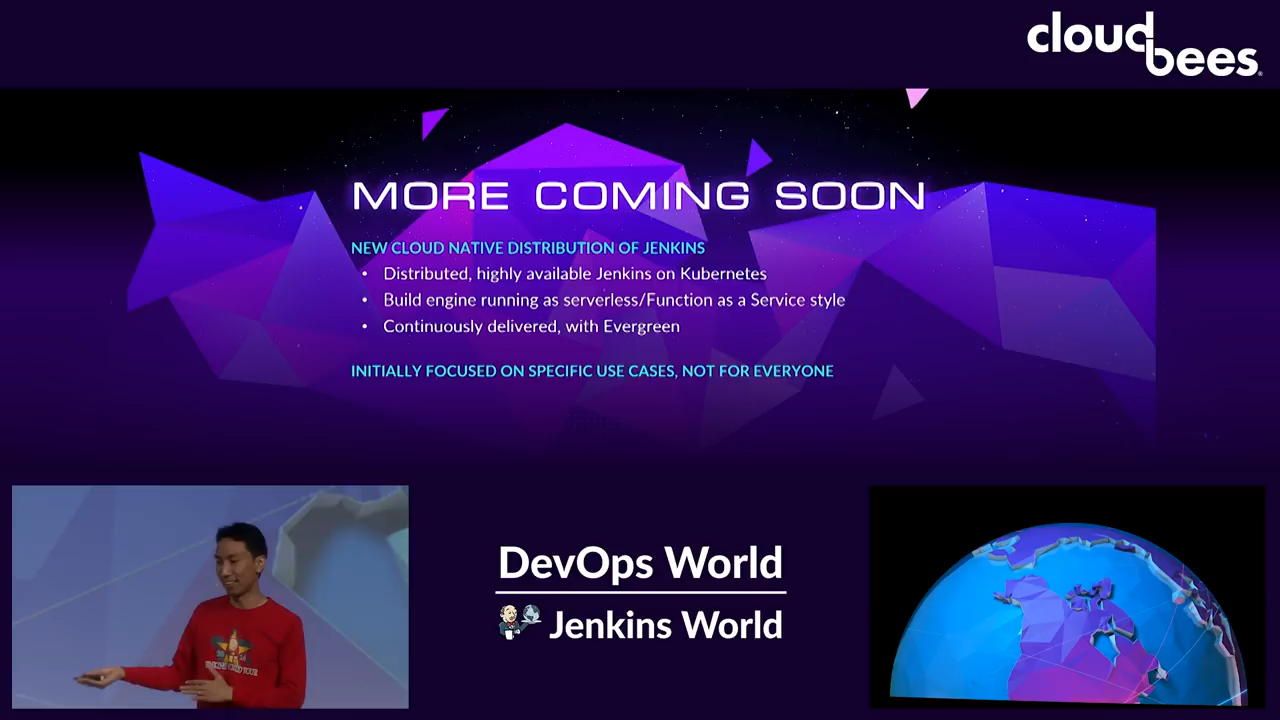 cloud
bees®
MORE COMING SOON
NEW CLOUD NATIVE DISTRIBUTION OF JENKINS
• Distributed, highly available Jenkins on Kubernetes
• Build engine running as serverless/Function as a Service style
• Continuously delivered, with Evergreen
INITIALLY FOCUSED ON SPECIFIC USE CASES, NOT FOR EVERYONE
DevOps World
Jenkins World